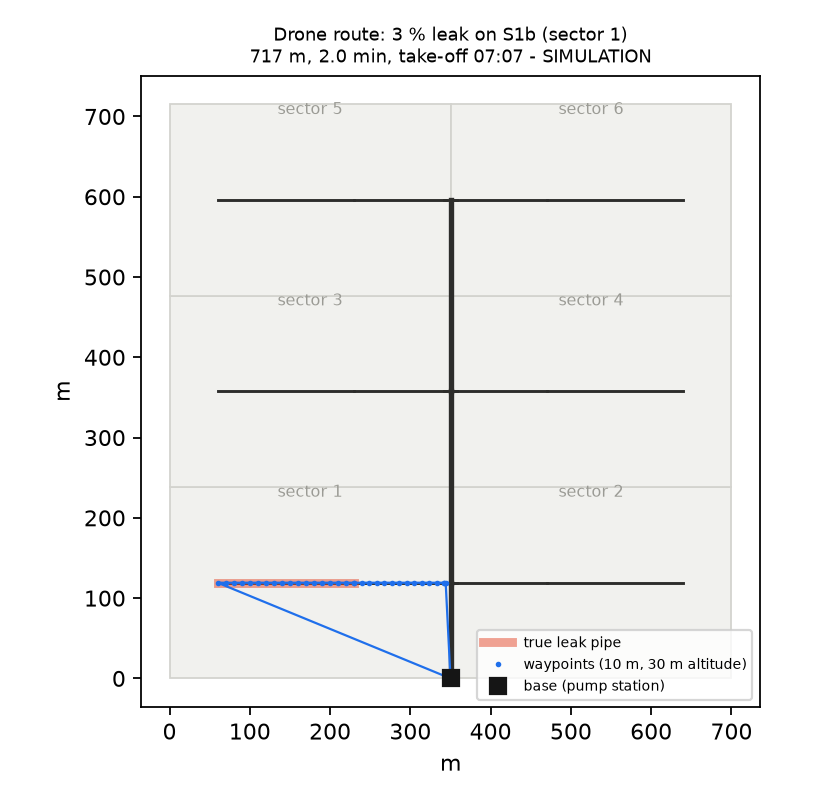 Drone route: 3 % leak on S1b (sector 1)
717 m, 2.0 min, take-off 07:07 - SIMULATION
700
600
500
400
300
200
100
0
m
sector 5
sector 6
sector 3
sector 4
sector 1
sector 2
true leak pipe
waypoints (10 m, 30 m altitude)
base (pump station)
0 100 200 300 400 500 600 700
m